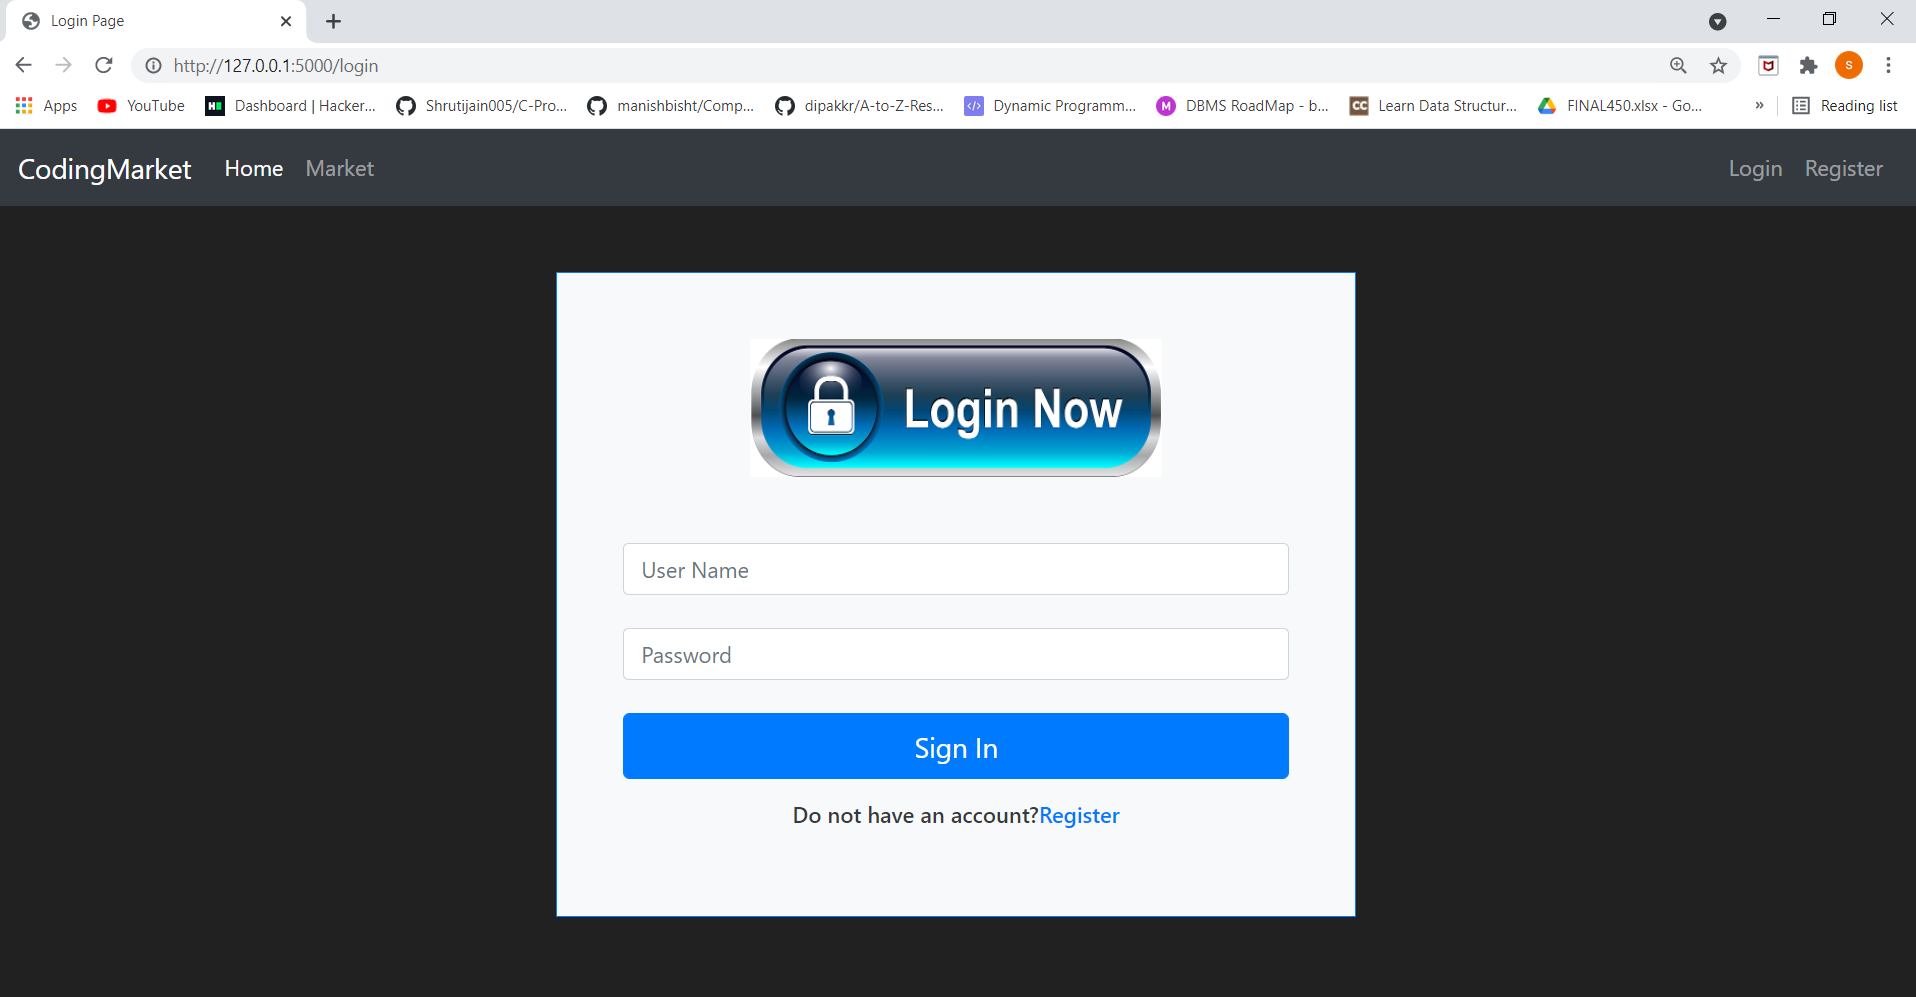 Login Page
http://127.0.0.1:5000/login
S
Apps YouTube Dashboard | Hacker... Shrutijain005/C-Pro... manishbisht/Comp... dipakkr/A-to-Z-Res... Dynamic Programm... M DBMS RoadMap - b... CC Learn Data Structur... FINAL450.xlsx - Go... » Reading list
CodingMarket Home Market Login Register
Login Now
User Name
Password
Sign In
Do not have an account?Register